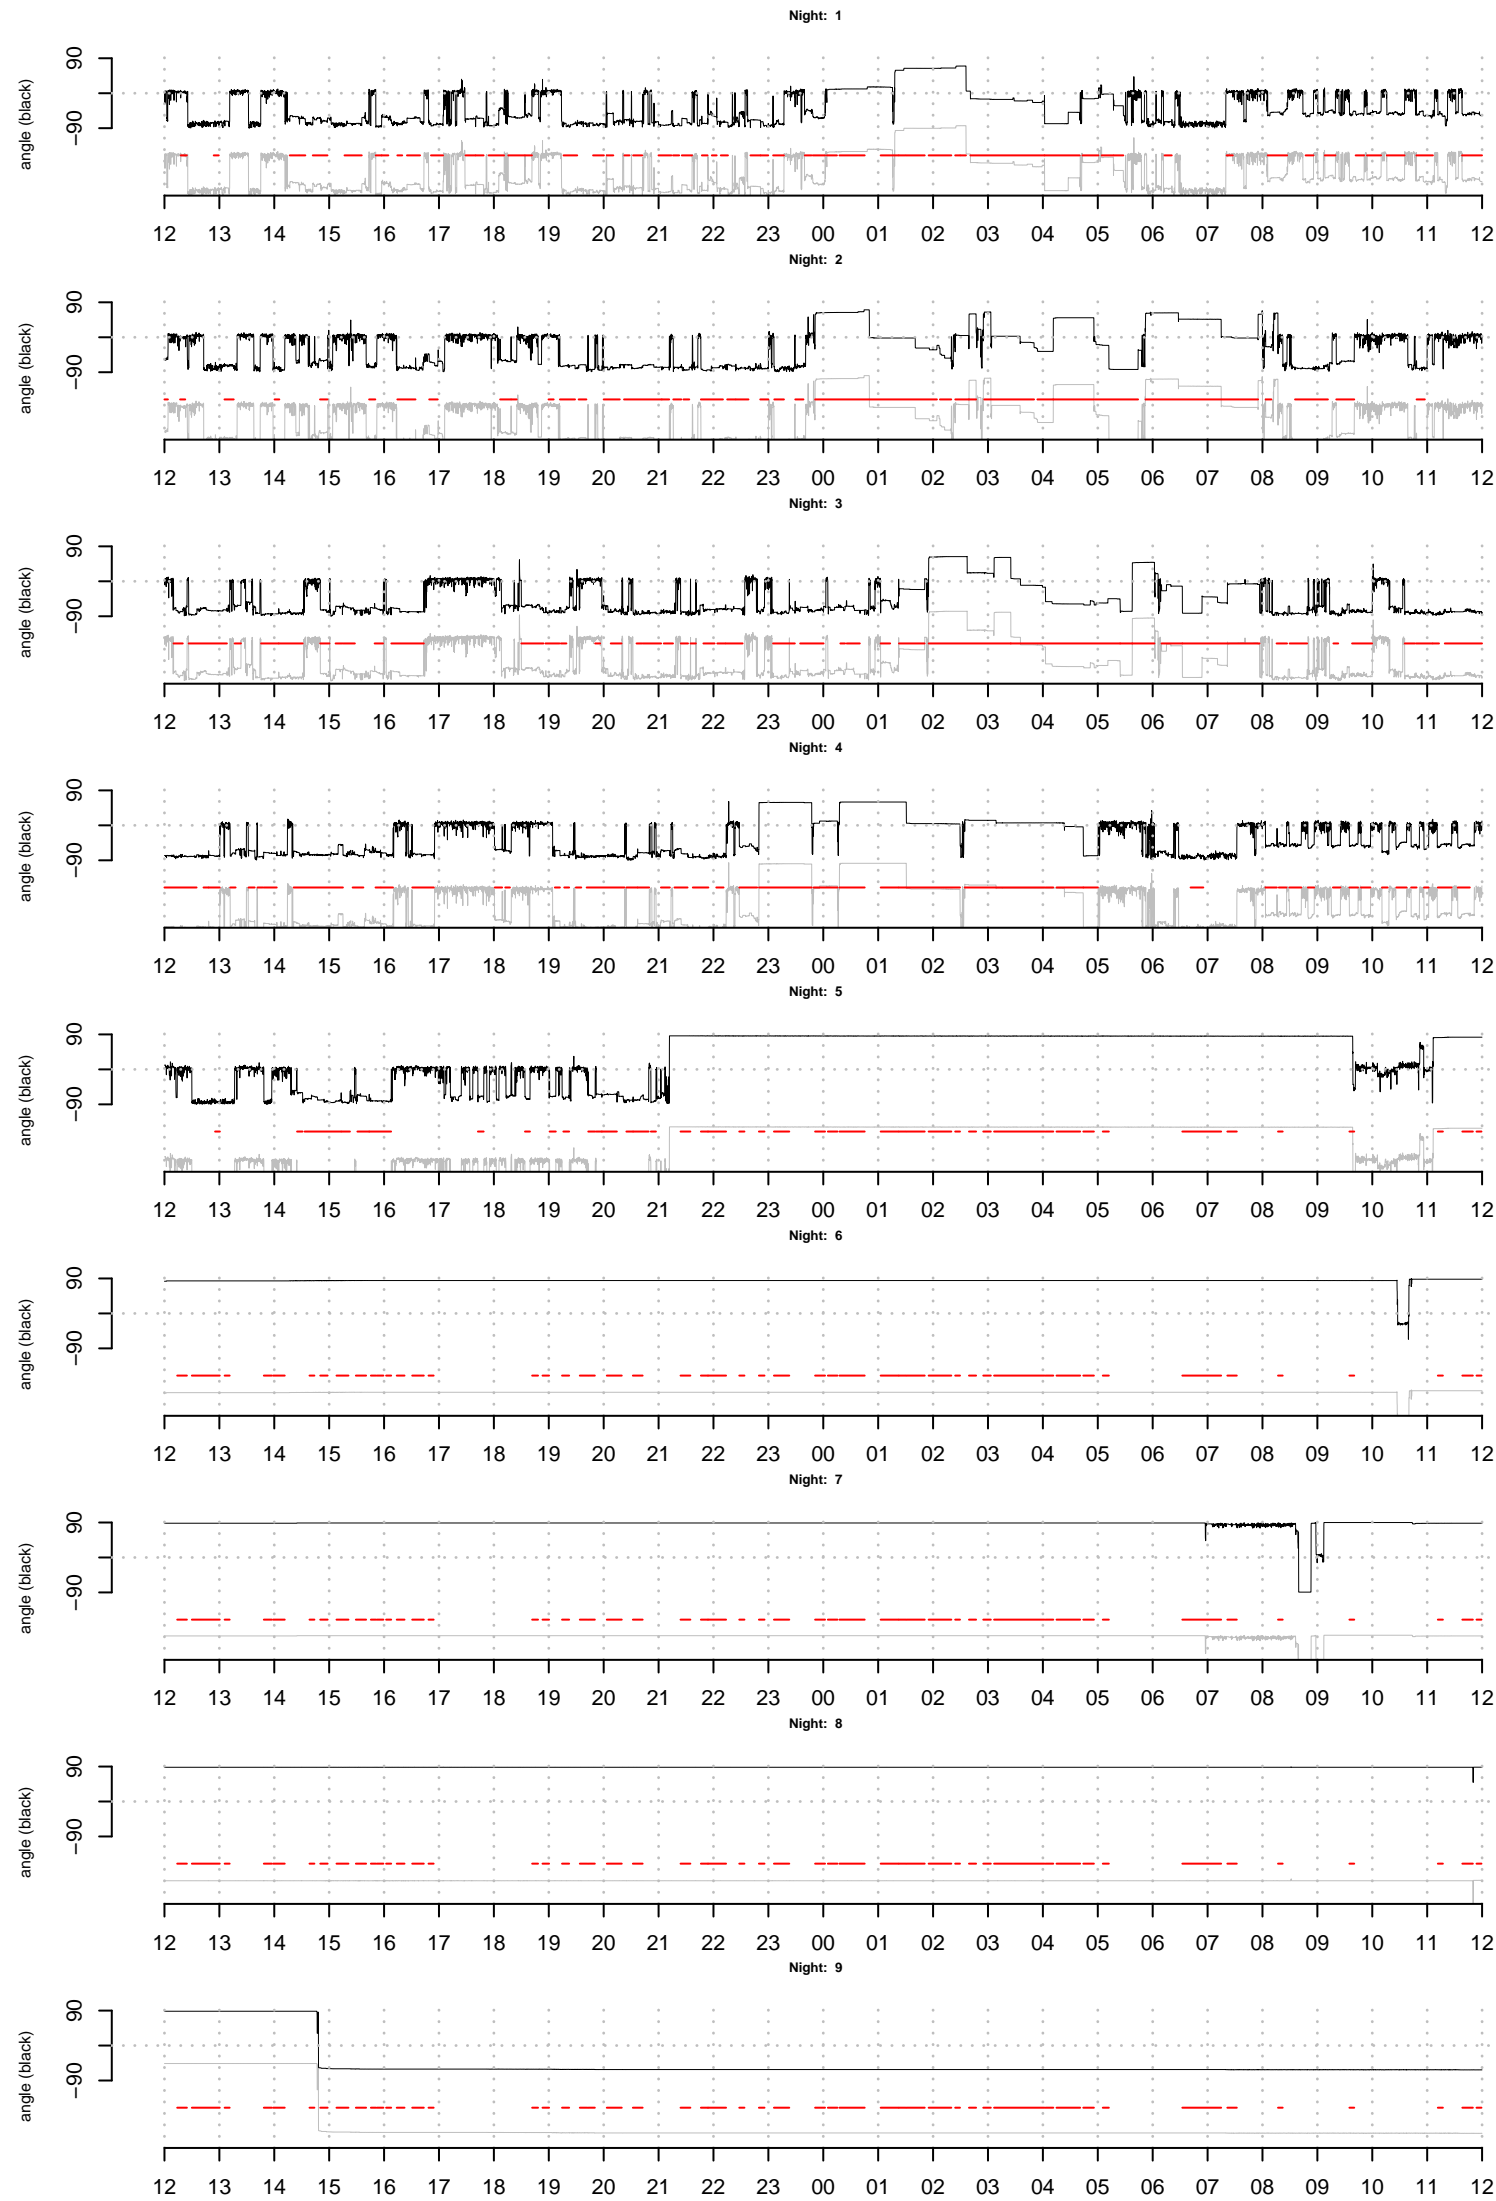 Night: 1
90
-90
angle (black)
12 13 14 15 16 17 18 19 20 21 22 23 00 01 02 03 04 05 06 07 08 09 10 11 12
Night: 2
90
-90
angle (black)
12 13 14 15 16 17 18 19 20 21 22 23 00 01 02 03 04 05 06 07 08 09 10 11 12
Night: 3
90
-90
angle (black)
12 13 14 15 16 17 18 19 20 21 22 23 00 01 02 03 04 05 06 07 08 09 10 11 12
Night: 4
90
-90
angle (black)
12 13 14 15 16 17 18 19 20 21 22 23 00 01 02 03 04 05 06 07 08 09 10 11 12
Night: 5
90
-90
angle (black)
12 13 14 15 16 17 18 19 20 21 22 23 00 01 02 03 04 05 06 07 08 09 10 11 12
Night: 6
90
-90
angle (black)
12 13 14 15 16 17 18 19 20 21 22 23 00 01 02 03 04 05 06 07 08 09 10 11 12
Night: 7
90
-90
angle (black)
12 13 14 15 16 17 18 19 20 21 22 23 00 01 02 03 04 05 06 07 08 09 10 11 12
Night: 8
90
-90
angle (black)
12 13 14 15 16 17 18 19 20 21 22 23 00 01 02 03 04 05 06 07 08 09 10 11 12
Night: 9
90
-90
angle (black)
12 13 14 15 16 17 18 19 20 21 22 23 00 01 02 03 04 05 06 07 08 09 10 11 12